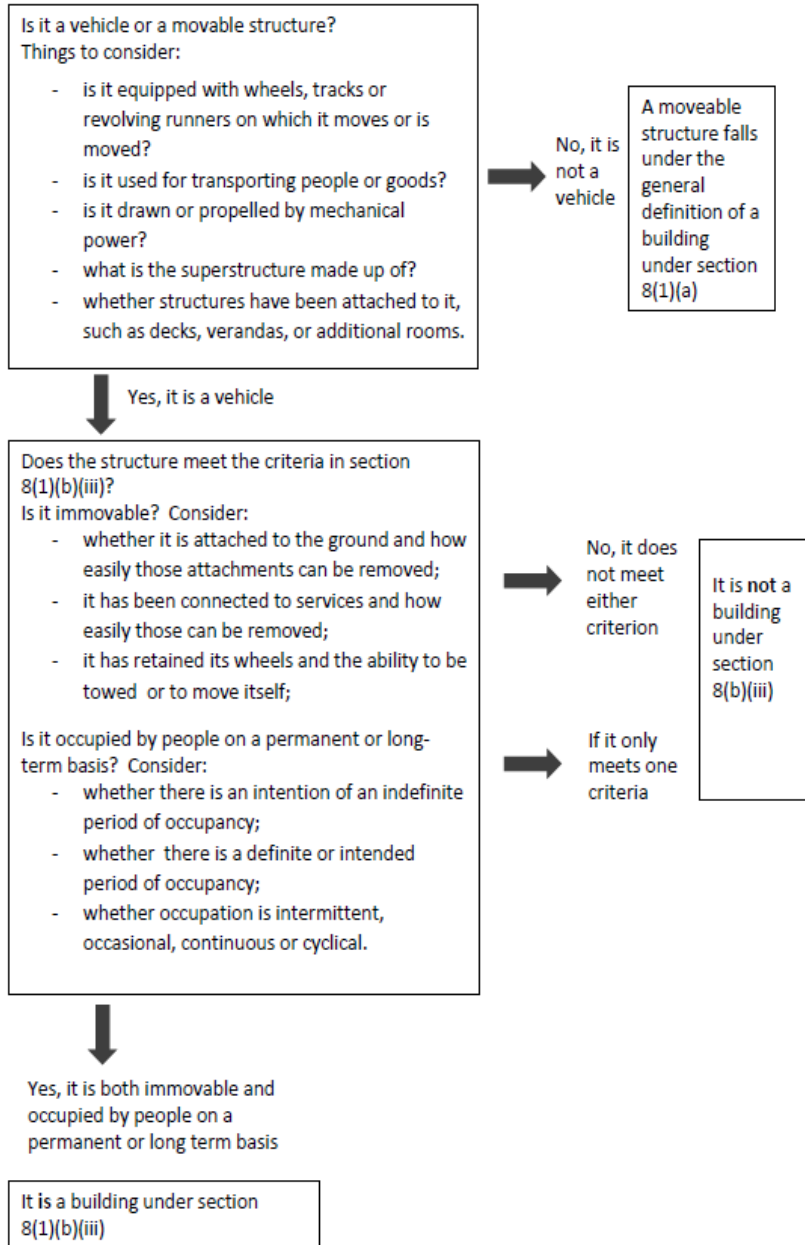 Is it a vehicle or a movable structure?
Things to consider:
- is it equipped with wheels, tracks or
revolving runners on which it moves or is
moved?
- is it used for transporting people or goods?
- is it drawn or propelled by mechanical
power?
- what is the superstructure made up of?
- whether structures have been attached to it,
such as decks, verandas, or additional rooms.
No, it is
not a
vehicle
A moveable
structure falls
under the
general
definition of a
building
under section
8(1)(a)
Yes, it is a vehicle
Does the structure meet the criteria in section
8(1)(b)(iii)?
Is it immovable? Consider:
- whether it is attached to the ground and how
easily those attachments can be removed;
- it has been connected to services and how
easily those can be removed;
- it has retained its wheels and the ability to be
towed or to move itself;
Is it occupied by people on a permanent or long-
term basis? Consider:
- whether there is an intention of an indefinite
period of occupancy;
- whether there is a definite or intended
period of occupancy;
- whether occupation is intermittent,
occasional, continuous or cyclical.
No, it does
not meet
either
criterion
If it only
meets one
criteria
It is not a
building
under
section
8(b)(iii)
Yes, it is both immovable and
occupied by people on a
permanent or long term basis
It is a building under section
8(1)(b)(iii)